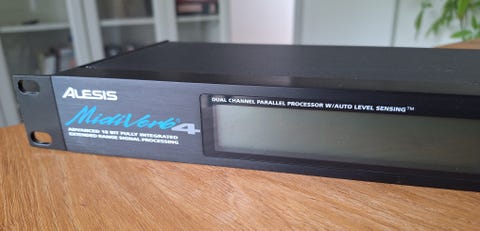 ALESIS
MidiVerb 4
ADVANCED 18 BIT FULLY INTEGRATED
EXTENDED RANGE SIGNAL PROCESSING
DUAL CHANNEL PARALLEL PROCESSOR W/AUTO LEVEL SENSING™